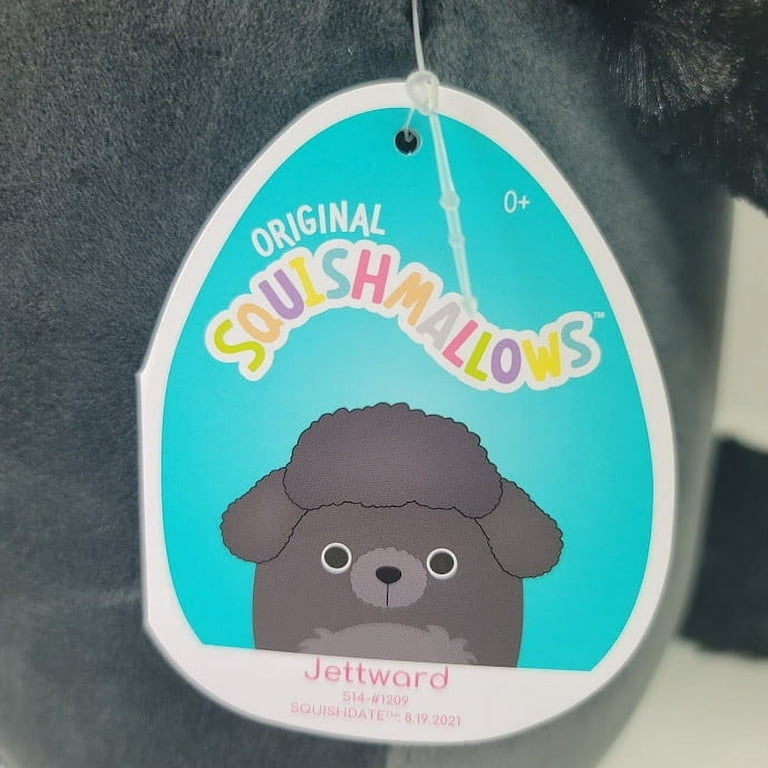 0+
ORIGINAL
SQUISHMALLOWS™
Jettward
S14-#1209
SQUISHDATE™: 8.19.2021